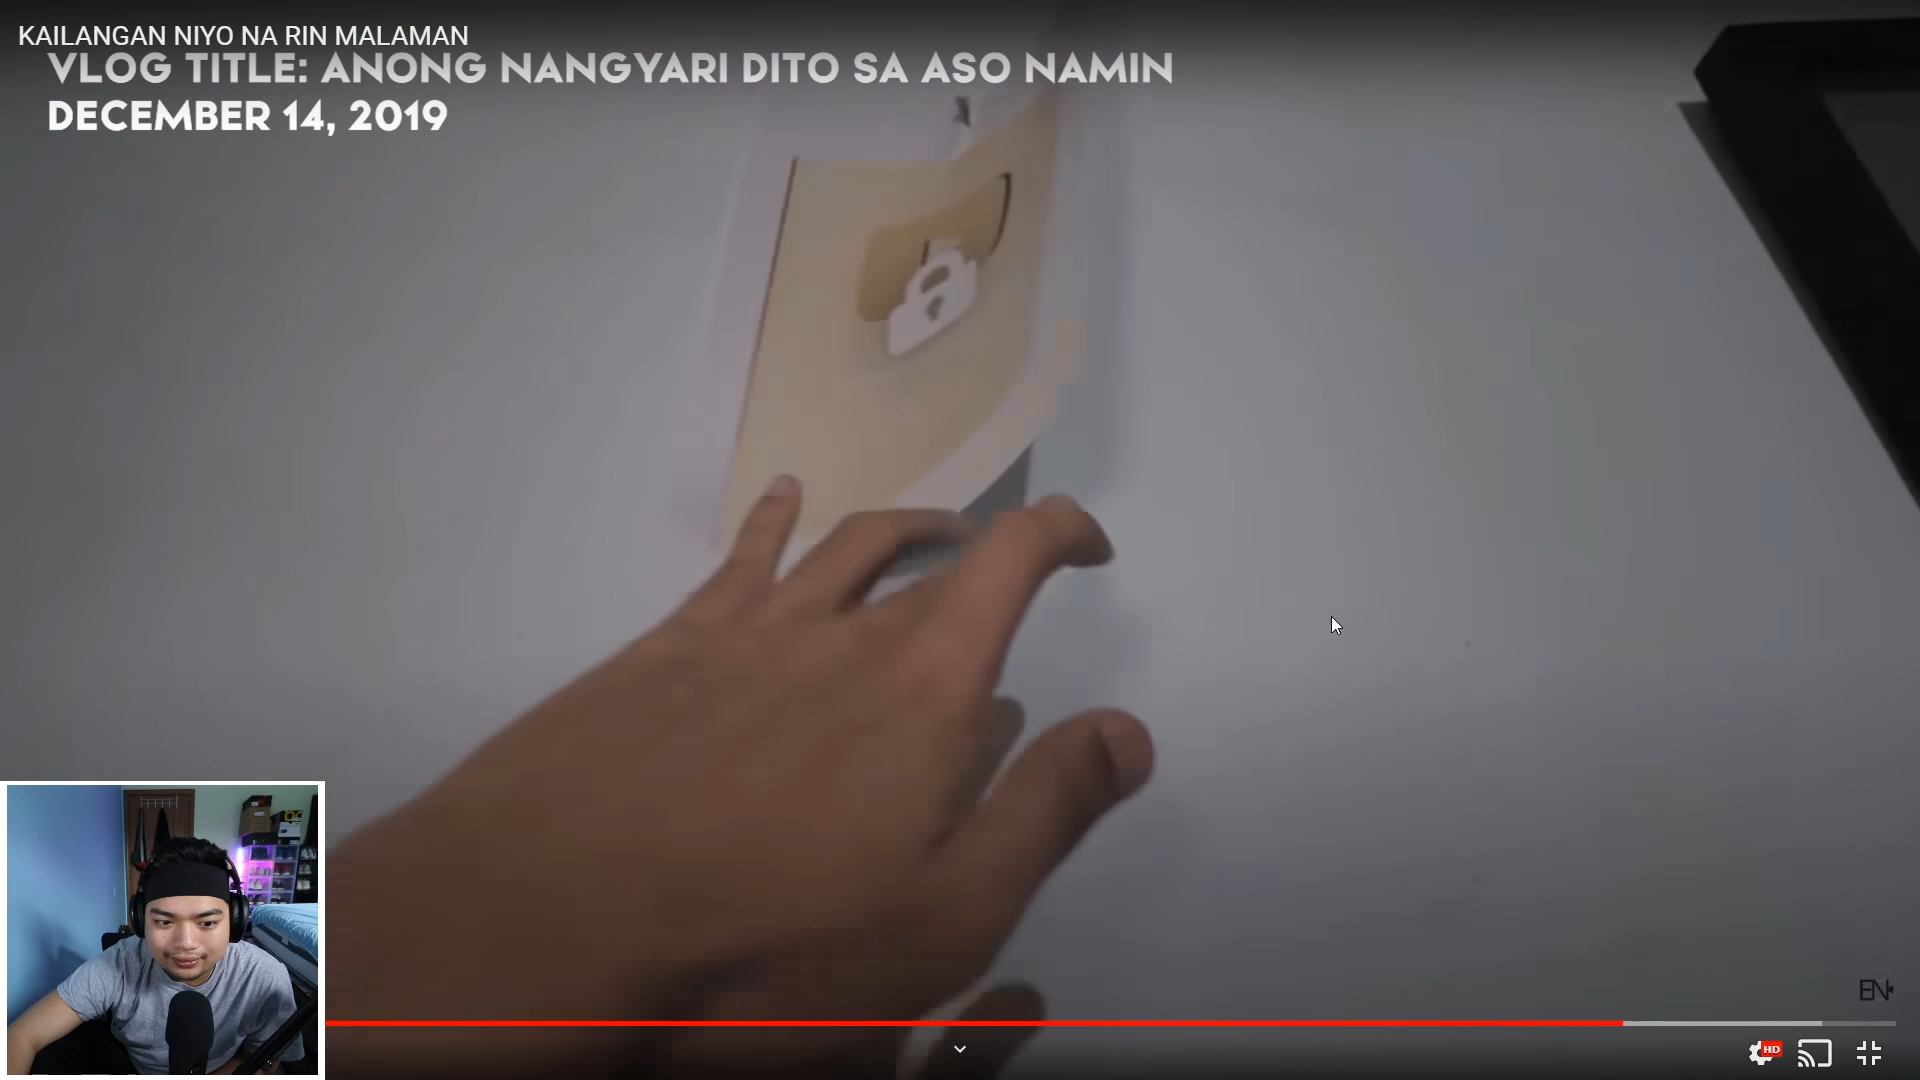 KAILANGAN NIYO NA RIN MALAMAN
VLOG TITLE: ANONG NANGYARI DITO SA ASO NAMIN
DECEMBER 14, 2019
EN
HD